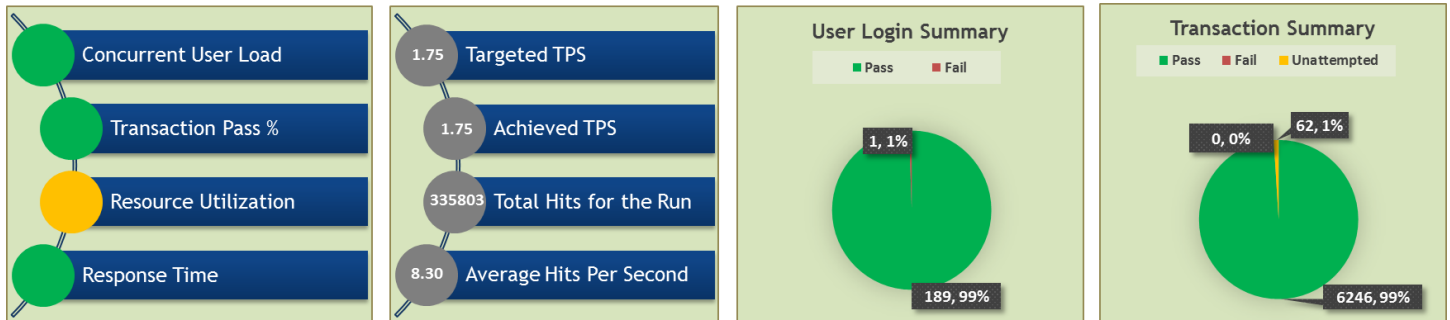 Concurrent User Load
Transaction Pass %
Resource Utilization
Response Time
1.75 Targeted TPS
1.75 Achieved TPS
335803 Total Hits for the Run
8.30 Average Hits Per Second
User Login Summary
Pass Fail
1, 1%
189, 99%
Transaction Summary
Pass Fail Unattempted
0, 0%
62, 1%
6246, 99%